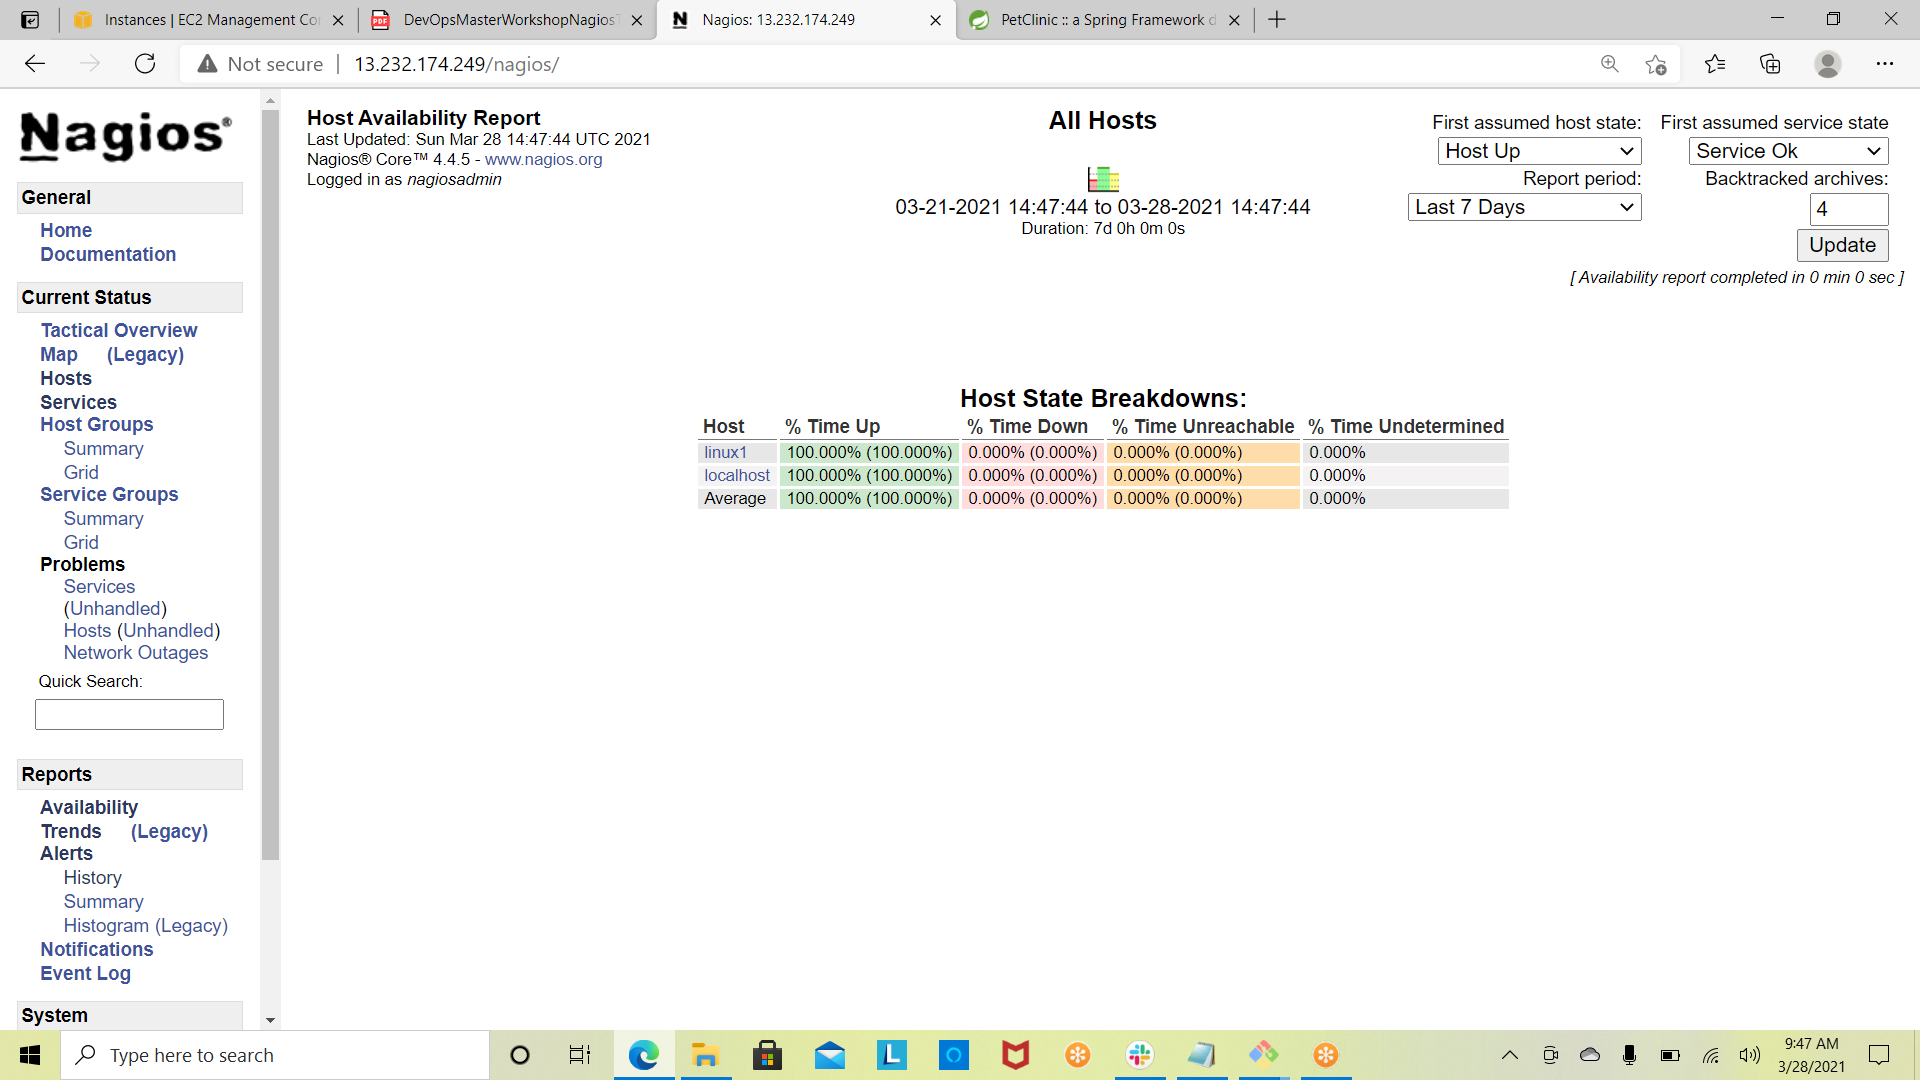 Instances | EC2 Management Co
DevOpsMasterWorkshopNagiosT
Nagios: 13.232.174.249
PetClinic :: a Spring Framework d
Not secure
13.232.174.249/nagios/
Nagios®
General
Home
Documentation
Current Status
Tactical Overview
Map (Legacy)
Hosts
Services
Host Groups
Summary
Grid
Service Groups
Summary
Grid
Problems
Services
(Unhandled)
Hosts (Unhandled)
Network Outages
Quick Search:
Reports
Availability
Trends (Legacy)
Alerts
History
Summary
Histogram (Legacy)
Notifications
Event Log
System
Host Availability Report
Last Updated: Sun Mar 28 14:47:44 UTC 2021
Nagios® Core™ 4.4.5 - www.nagios.org
Logged in as nagiosadmin
All Hosts
03-21-2021 14:47:44 to 03-28-2021 14:47:44
Duration: 7d 0h 0m 0s
First assumed host state: First assumed service state
Host Up Service Ok
Report period: Backtracked archives:
Last 7 Days 4
Update
[ Availability report completed in 0 min 0 sec ]
Host State Breakdowns:
Host % Time Up % Time Down % Time Unreachable % Time Undetermined
linux1 100.000% (100.000%) 0.000% (0.000%) 0.000% (0.000%) 0.000%
localhost 100.000% (100.000%) 0.000% (0.000%) 0.000% (0.000%) 0.000%
Average 100.000% (100.000%) 0.000% (0.000%) 0.000% (0.000%) 0.000%
Type here to search
9:47 AM
3/28/2021